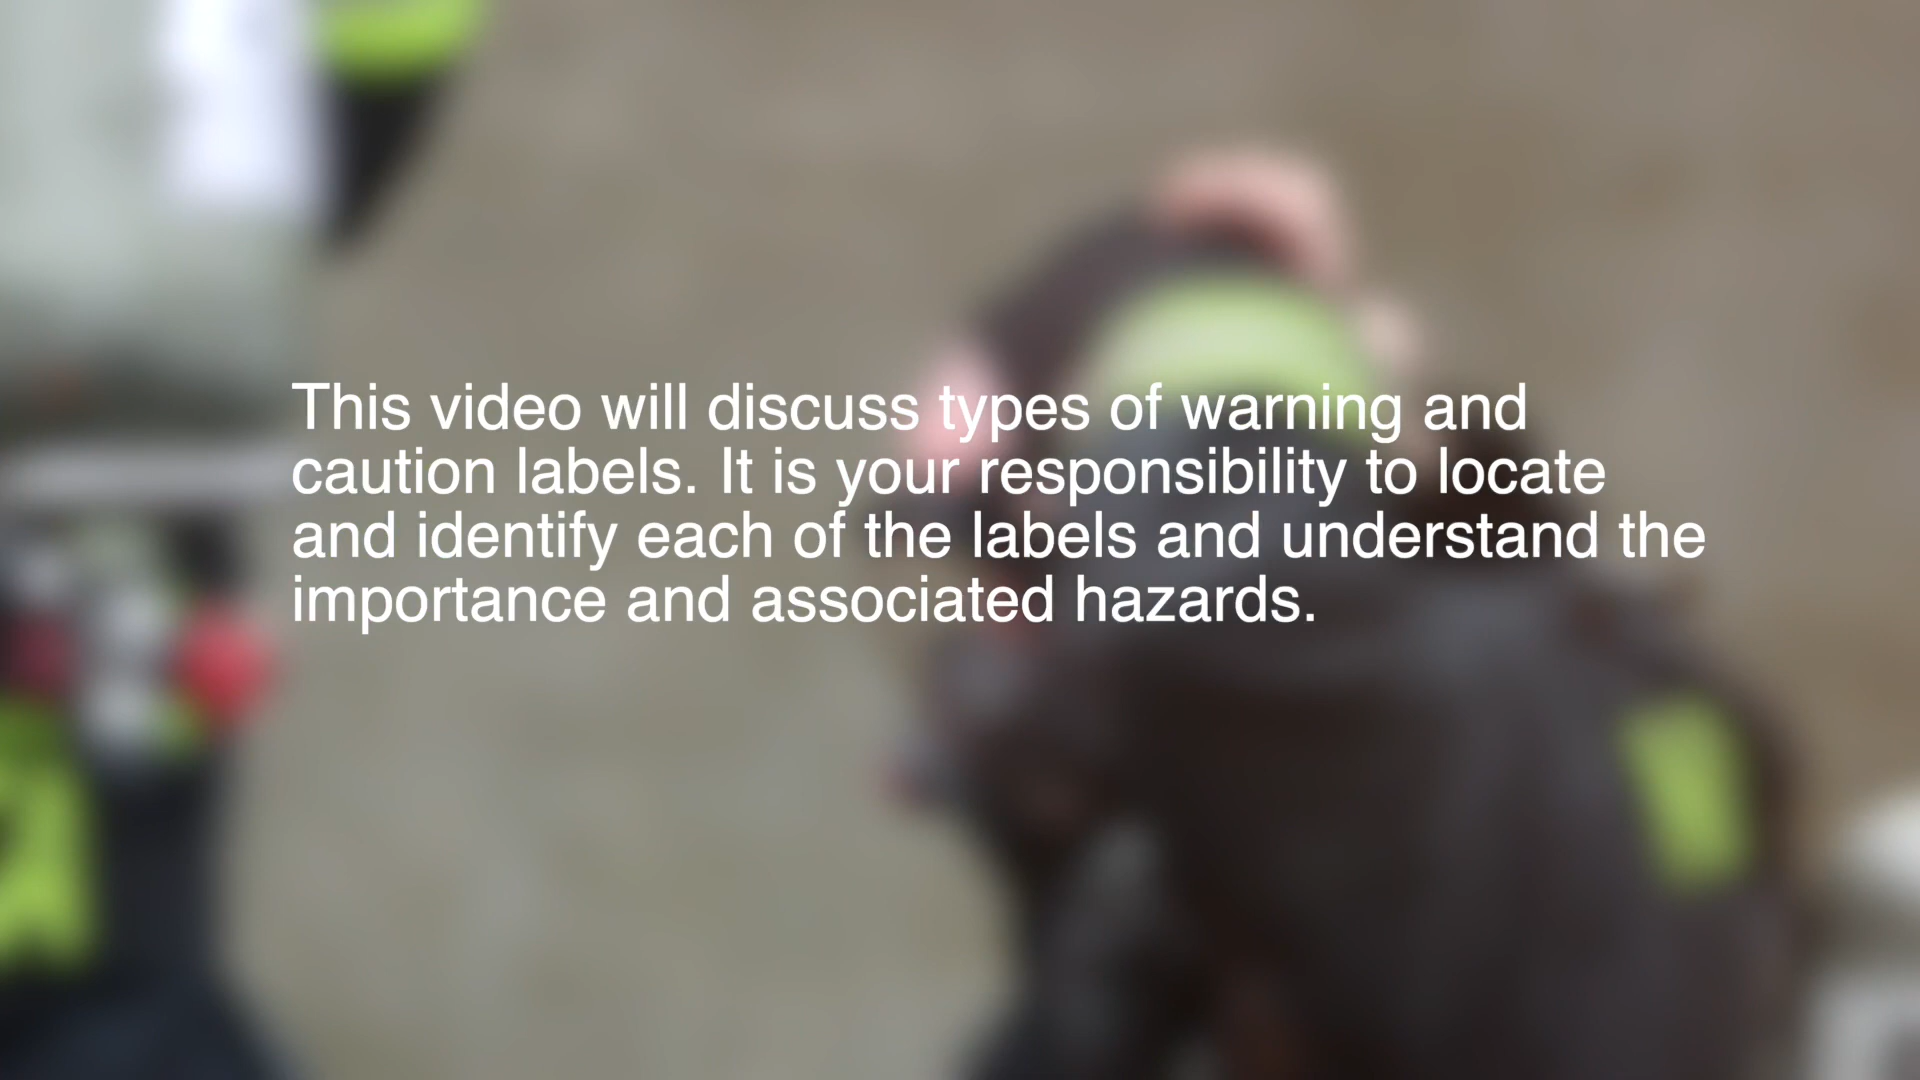 This video will discuss types of warning and
caution labels. It is your responsibility to locate
and identify each of the labels and understand the
importance and associated hazards.